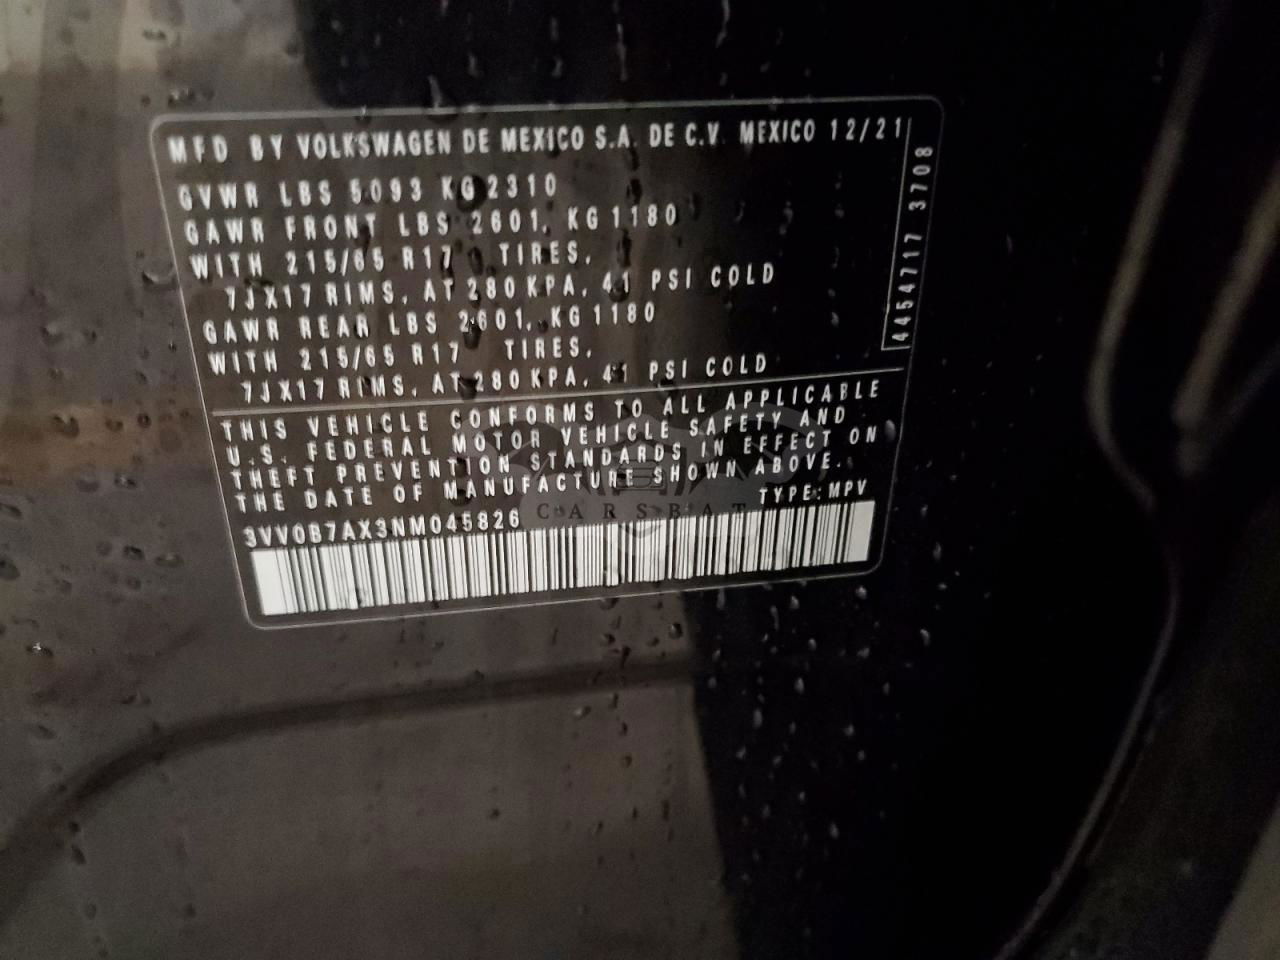 MFD BY VOLKSWAGEN DE MEXICO S.A. DE C.V. MEXICO 12/21
GVWR LBS 5093 KG 2310
GAWR FRONT LBS 2601, KG 1180
WITH 215/65 R17 TIRES,
7JX17 RIMS, AT 280 KPA, 41 PSI COLD
GAWR REAR LBS 2601, KG 1180
WITH 215/65 R17 TIRES,
7JX17 RIMS, AT 280 KPA, 41 PSI COLD
4454717 3708
THIS VEHICLE CONFORMS TO ALL APPLICABLE
U.S. FEDERAL MOTOR VEHICLE SAFETY AND
THEFT PREVENTION STANDARDS IN EFFECT ON
THE DATE OF MANUFACTURE SHOWN ABOVE.
TYPE: MPV
3VV0B7AX3NM045826
CARSBAT